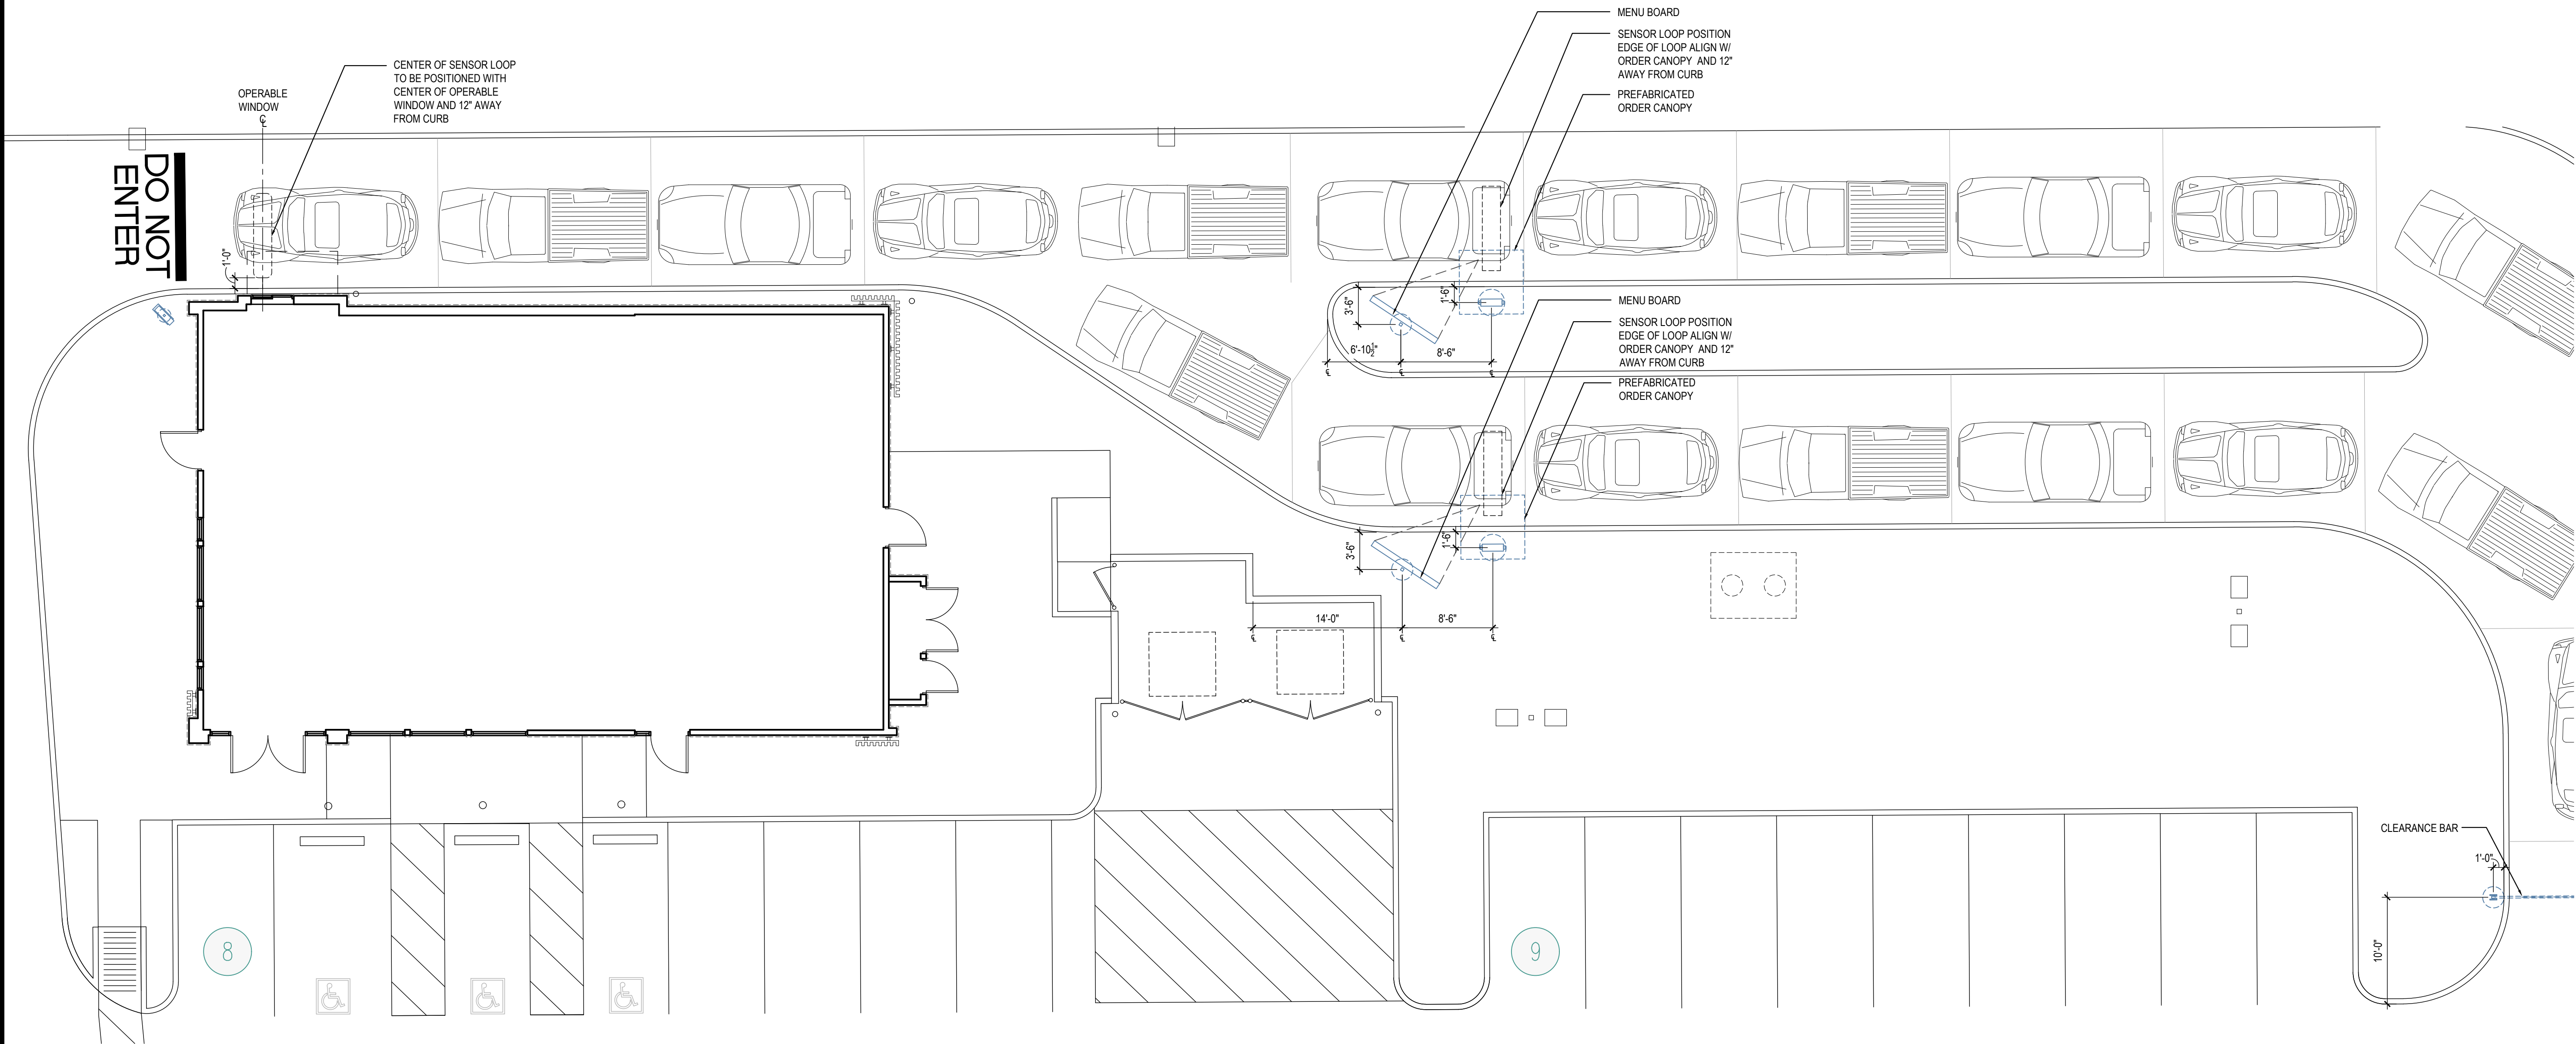 MENU BOARD
SENSOR LOOP POSITION
EDGE OF LOOP ALIGN W/
ORDER CANOPY AND 12"
AWAY FROM CURB
PREFABRICATED
ORDER CANOPY
CENTER OF SENSOR LOOP
TO BE POSITIONED WITH
CENTER OF OPERABLE
WINDOW AND 12" AWAY
FROM CURB
OPERABLE
WINDOW
℄
DO NOT
ENTER
1'-0"
3'-6"
1'-6"
6'-10½"
8'-6"
℄
℄
℄
MENU BOARD
SENSOR LOOP POSITION
EDGE OF LOOP ALIGN W/
ORDER CANOPY AND 12"
AWAY FROM CURB
PREFABRICATED
ORDER CANOPY
3'-6"
1'-6"
14'-0"
8'-6"
℄
℄
℄
CLEARANCE BAR
1'-0"
10'-0"
8
9